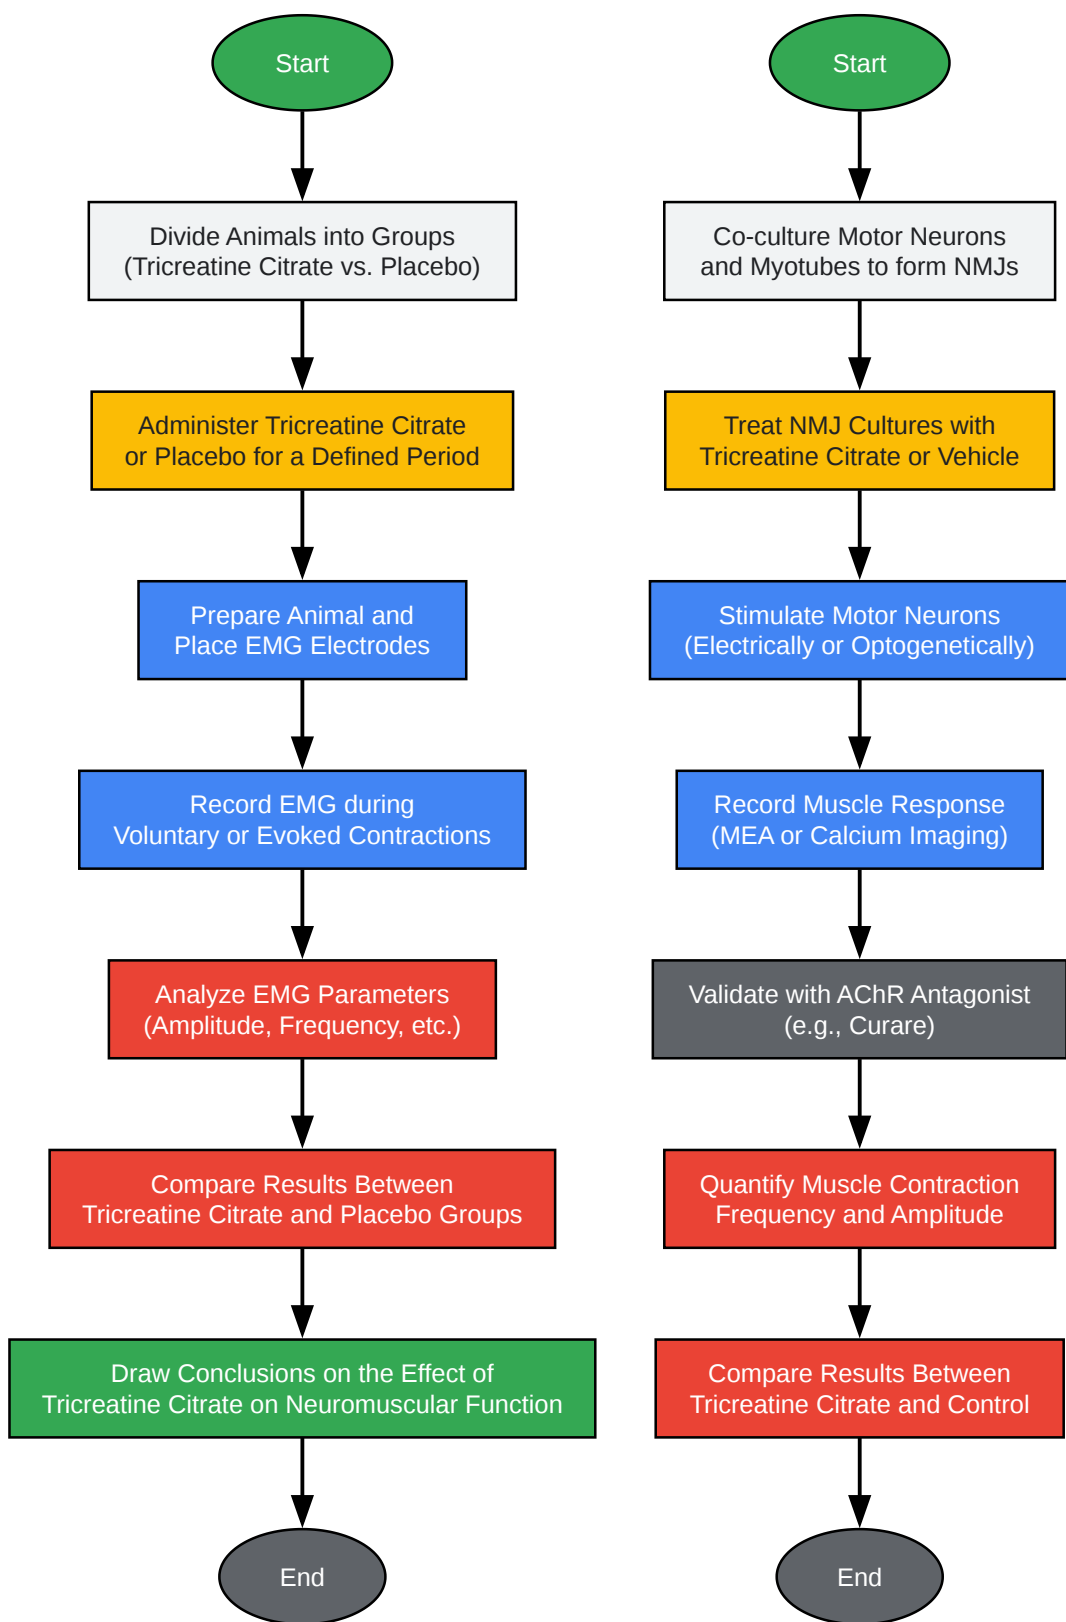 Start
Divide Animals into Groups
(Tricreatine Citrate vs. Placebo)
Administer Tricreatine Citrate
or Placebo for a Defined Period
Prepare Animal and
Place EMG Electrodes
Record EMG during
Voluntary or Evoked Contractions
Analyze EMG Parameters
(Amplitude, Frequency, etc.)
Compare Results Between
Tricreatine Citrate and Placebo Groups
Draw Conclusions on the Effect of
Tricreatine Citrate on Neuromuscular Function
End
Start
Co-culture Motor Neurons
and Myotubes to form NMJs
Treat NMJ Cultures with
Tricreatine Citrate or Vehicle
Stimulate Motor Neurons
(Electrically or Optogenetically)
Record Muscle Response
(MEA or Calcium Imaging)
Validate with AChR Antagonist
(e.g., Curare)
Quantify Muscle Contraction
Frequency and Amplitude
Compare Results Between
Tricreatine Citrate and Control
End